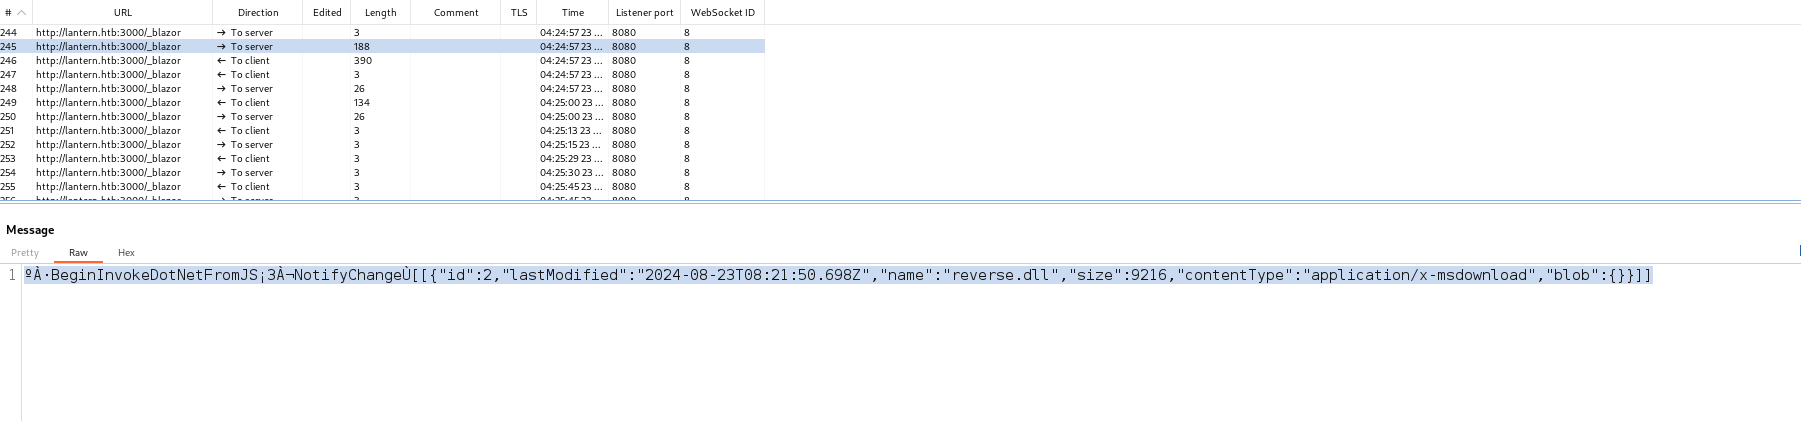 # URL Direction Edited Length Comment TLS Time Listener port WebSocket ID
244 http://lantern.htb:3000/_blazor → To server 3 04:24:57 23 ... 8080 8
245 http://lantern.htb:3000/_blazor → To server 188 04:24:57 23 ... 8080 8
246 http://lantern.htb:3000/_blazor ← To client 390 04:24:57 23 ... 8080 8
247 http://lantern.htb:3000/_blazor ← To client 3 04:24:57 23 ... 8080 8
248 http://lantern.htb:3000/_blazor → To server 26 04:24:57 23 ... 8080 8
249 http://lantern.htb:3000/_blazor ← To client 134 04:25:00 23 ... 8080 8
250 http://lantern.htb:3000/_blazor → To server 26 04:25:00 23 ... 8080 8
251 http://lantern.htb:3000/_blazor ← To client 3 04:25:13 23 ... 8080 8
252 http://lantern.htb:3000/_blazor → To server 3 04:25:15 23 ... 8080 8
253 http://lantern.htb:3000/_blazor ← To client 3 04:25:29 23 ... 8080 8
254 http://lantern.htb:3000/_blazor → To server 3 04:25:30 23 ... 8080 8
255 http://lantern.htb:3000/_blazor ← To client 3 04:25:45 23 ... 8080 8
Message
Pretty Raw Hex
1 ºÀ·BeginInvokeDotNetFromJS¡3À¬NotifyChangeÙ[[{"id":2,"lastModified":"2024-08-23T08:21:50.698Z","name":"reverse.dll","size":9216,"contentType":"application/x-msdownload","blob":{}}]]